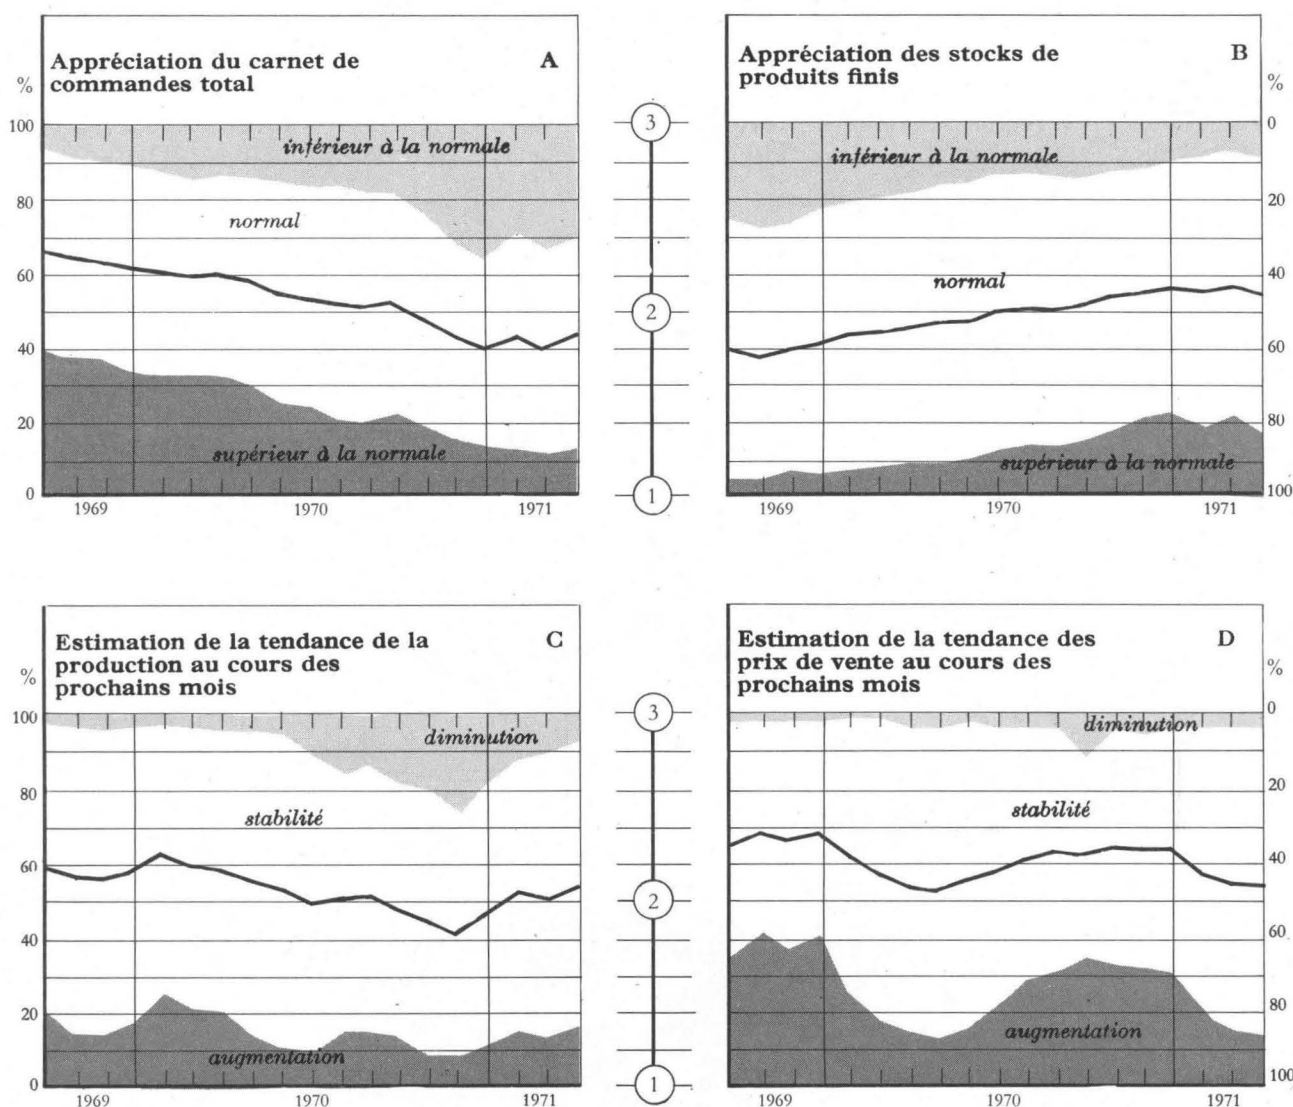 Appréciation du carnet de
commandes total
A
%
100
80
60
40
20
0
inférieur à la normale
normal
supérieur à la normale
1969
1970
1971
3
2
1
Appréciation des stocks de
produits finis
B
%
0
20
40
60
80
100
inférieur à la normale
normal
supérieur à la normale
1969
1970
1971
Estimation de la tendance de la
production au cours des
prochains mois
C
%
100
80
60
40
20
0
diminution
stabilité
augmentation
1969
1970
1971
3
2
1
Estimation de la tendance des
prix de vente au cours des
prochains mois
D
%
0
20
40
60
80
100
diminution
stabilité
augmentation
1969
1970
1971